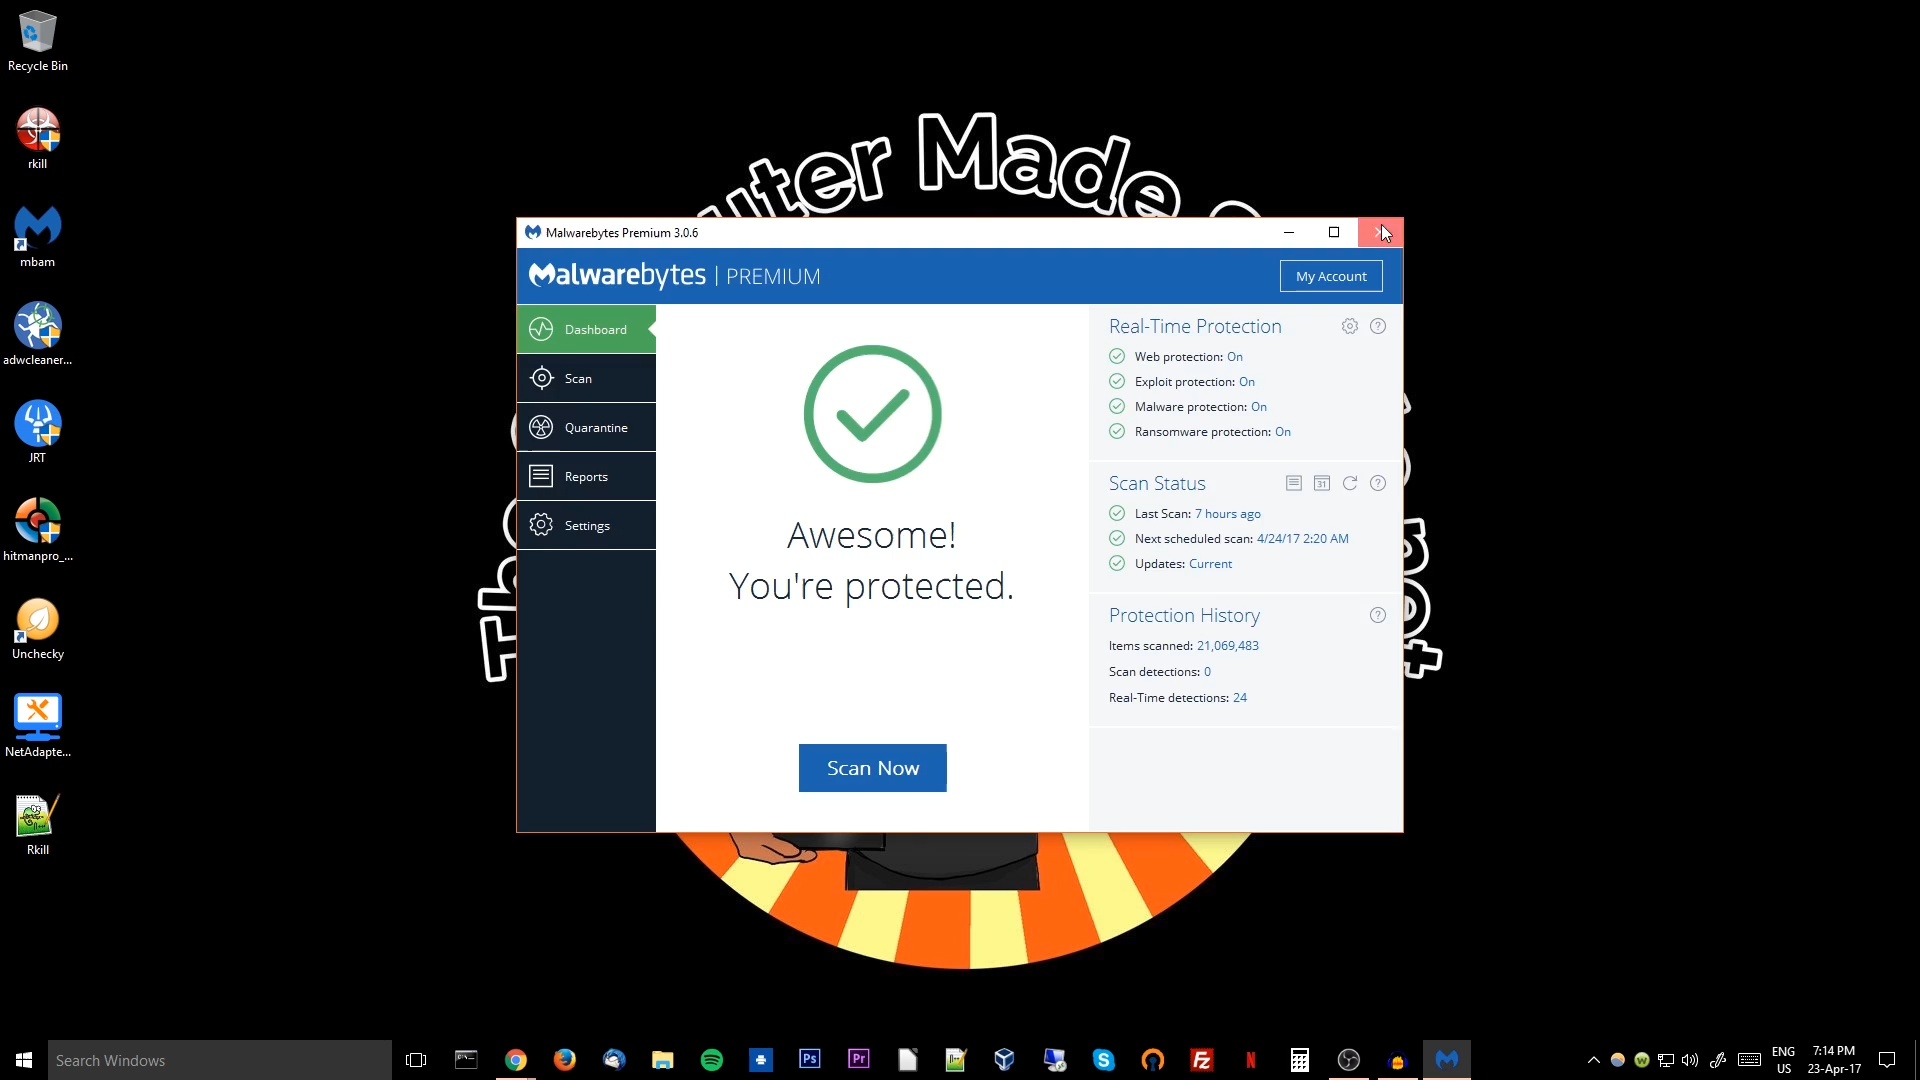 Recycle Bin
rkill
mbam
adwcleaner...
JRT
hitmanpro_...
Unchecky
NetAdapte...
Rkill
Made
Malwarebytes Premium 3.0.6
Malwarebytes | PREMIUM
My Account
Dashboard
Scan
Quarantine
Reports
Settings
Awesome!
You're protected.
Scan Now
Real-Time Protection
Web protection: On
Exploit protection: On
Malware protection: On
Ransomware protection: On
Scan Status
31
Last Scan: 7 hours ago
Next scheduled scan: 4/24/17 2:20 AM
Updates: Current
Protection History
Items scanned: 21,069,483
Scan detections: 0
Real-Time detections: 24
Search Windows
Ps
Pr
FZ
N
ENG
US
7:14 PM
23-Apr-17